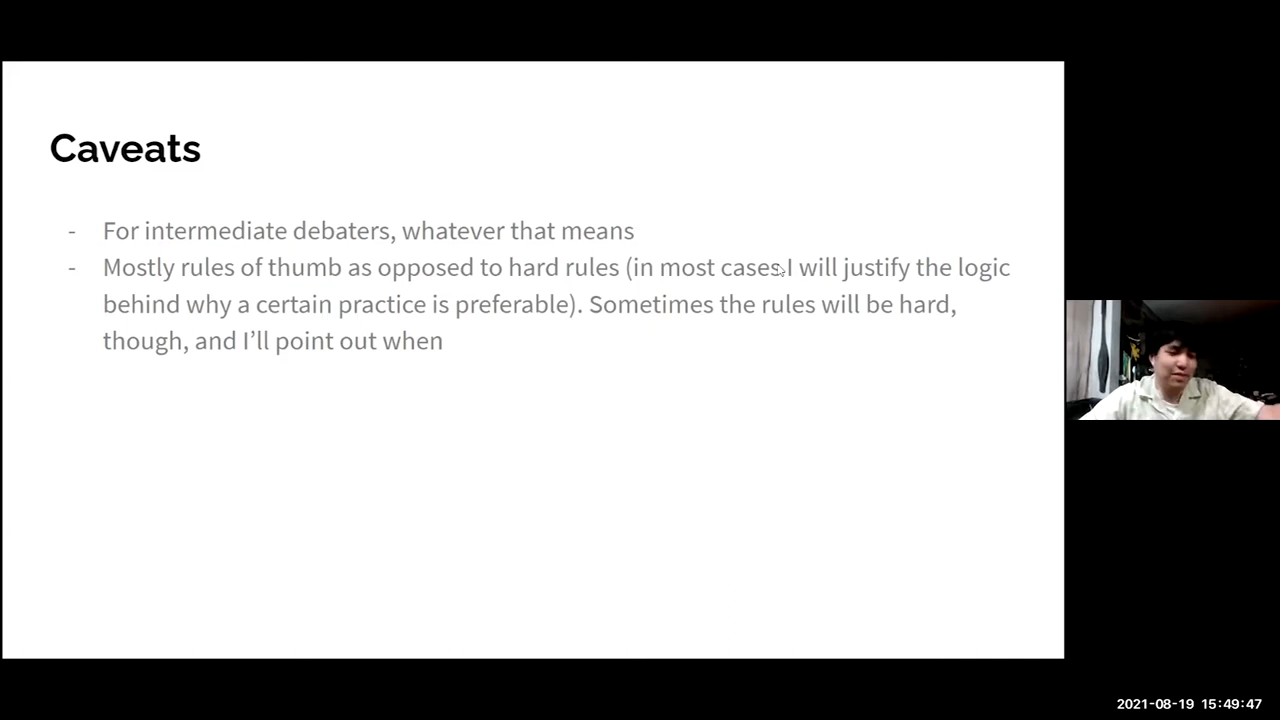 Caveats
- For intermediate debaters, whatever that means
- Mostly rules of thumb as opposed to hard rules (in most cases I will justify the logic
behind why a certain practice is preferable). Sometimes the rules will be hard,
though, and I’ll point out when
2021-08-19 15:49:47